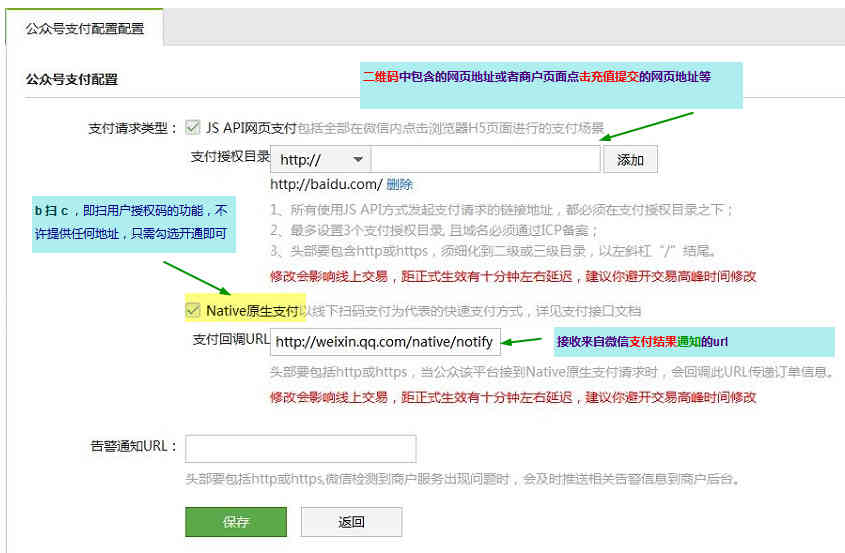 公众号支付配置配置
公众号支付配置
二维码中包含的网页地址或者商户页面点击充值提交的网页地址等
支付请求类型： JS API网页支付包括全部在微信内点击浏览器H5页面进行的支付场景
支付授权目录 http:// 添加
http://baidu.com/ 删除
b 扫 c ，即扫用户授权码的功能，不
许提供任何地址，只需勾选开通即可
1、所有使用JS API方式发起支付请求的链接地址，都必须在支付授权目录之下；
2、最多设置3个支付授权目录, 且域名必须通过ICP备案；
3、头部要包含http或https，须细化到二级或三级目录，以左斜杠“/”结尾。
修改会影响线上交易，距正式生效有十分钟左右延迟，建议你避开交易高峰时间修改
Native原生支付以线下扫码支付为代表的快速支付方式，详见支付接口文档
支付回调URL http://weixin.qq.com/native/notify
接收来自微信支付结果通知的url
头部要包括http或https，当公众该平台接到Native原生支付请求时，会回调此URL传递订单信息。
修改会影响线上交易，距正式生效有十分钟左右延迟，建议你避开交易高峰时间修改
告警通知URL：
头部要包括http或https,微信检测到商户服务出现问题时，会及时推送相关告警信息到商户后台。
保存 返回